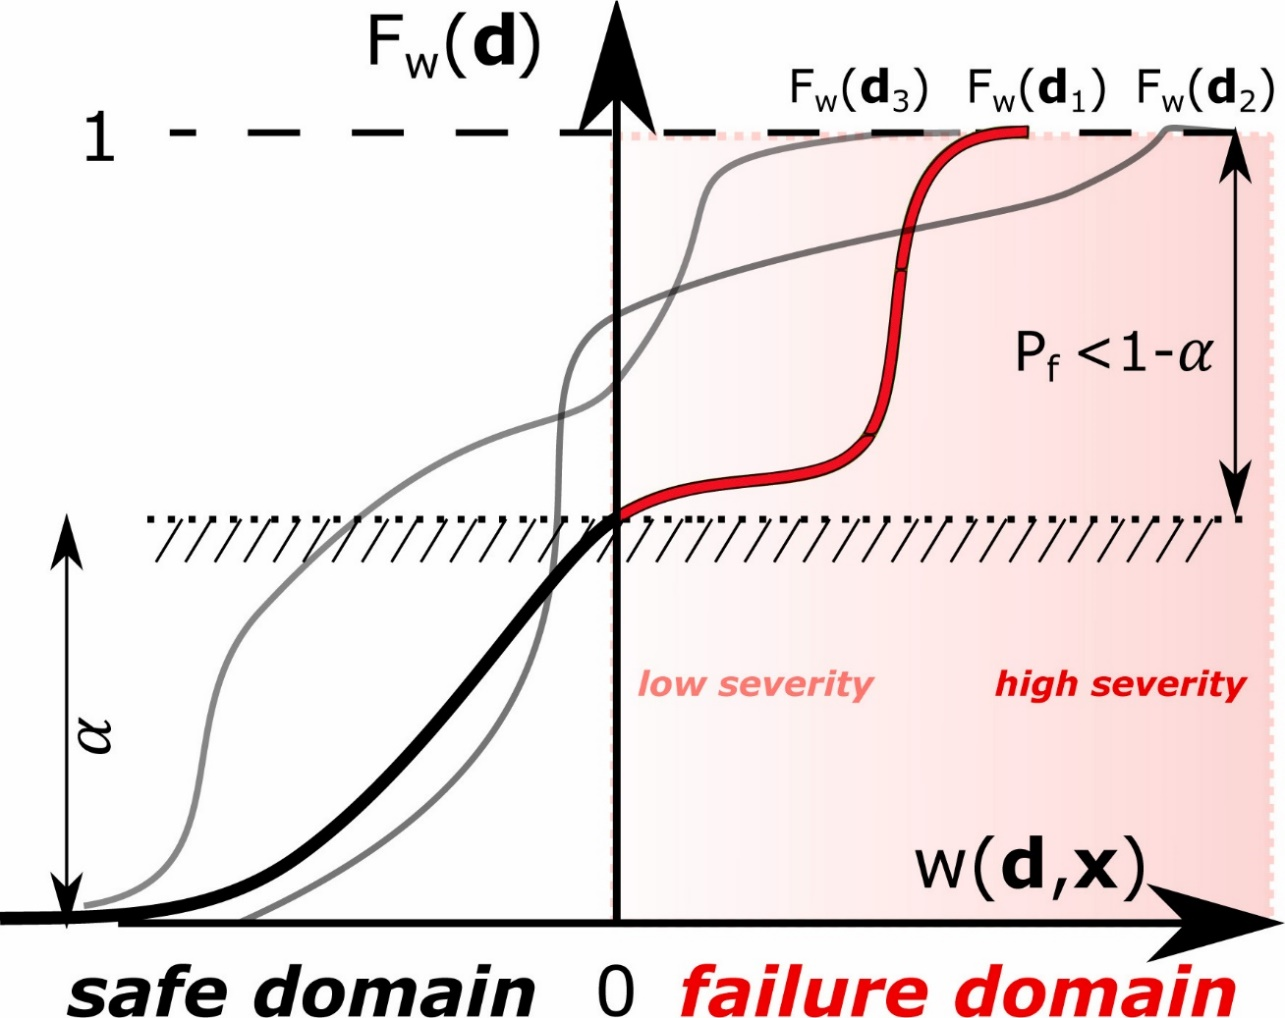 F_w(d)
F_w(d_3) F_w(d_1) F_w(d_2)
1
P_f < 1-α
low severity high severity
α
w(d,x)
safe domain 0 failure domain